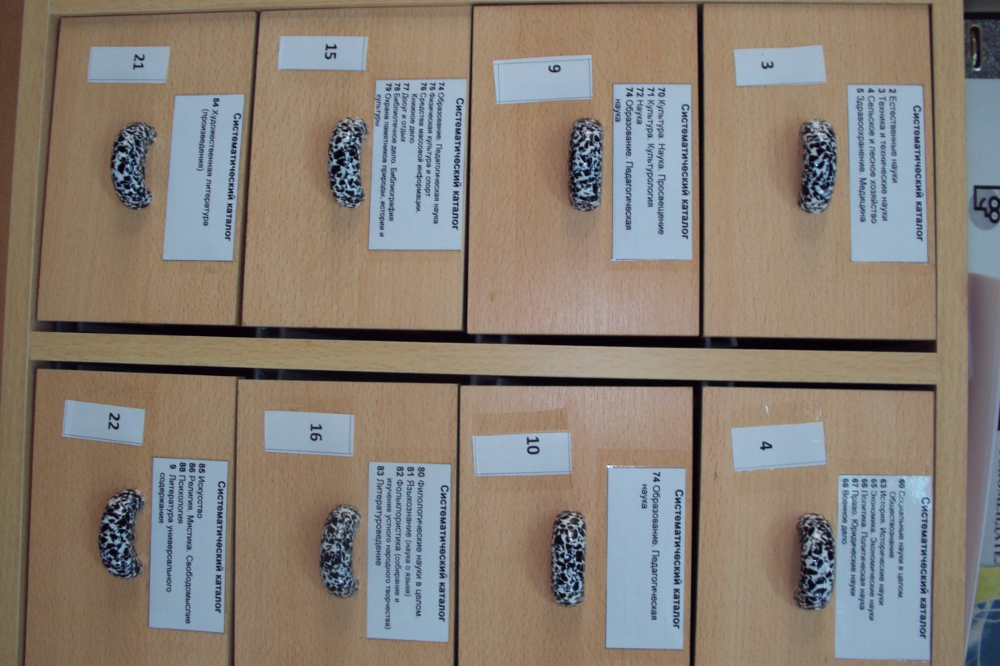 Систематический каталог
2 Естественные науки
3 Техника и технические науки
4 Сельское и лесное хозяйство
5 Здравоохранение. Медицина
3
Систематический каталог
60 Социальные науки в целом.
Обществознание
63 История. Исторические науки
65 Экономика. Экономические науки
66 Политика. Политическая наука
67 Право. Юридические науки
68 Военное дело
4
Систематический каталог
70 Культура. Наука. Просвещение
71 Культура. Культурология
72 Наука
74 Образование. Педагогическая
наука
9
Систематический каталог
74 Образование. Педагогическая
наука
10
Систематический каталог
74 Образование. Педагогическая наука
75 Физическая культура и спорт
76 Средства массовой информации.
Книжное дело
77 Досуг и отдых
78 Библиотечное дело. Библиография
79 Охрана памятников природы, истории и
культуры
15
Систематический каталог
80 Филологические науки в целом.
81 Языкознание (наука о языке)
82 Фольклористика (собирание и
изучение устного народного творчества)
83 Литературоведение
16
Систематический каталог
84 Художественная литература
(произведения)
21
Систематический каталог
85 Искусство
86 Религия. Мистика. Свободомыслие
88 Психология
9 Литература универсального
содержания
22